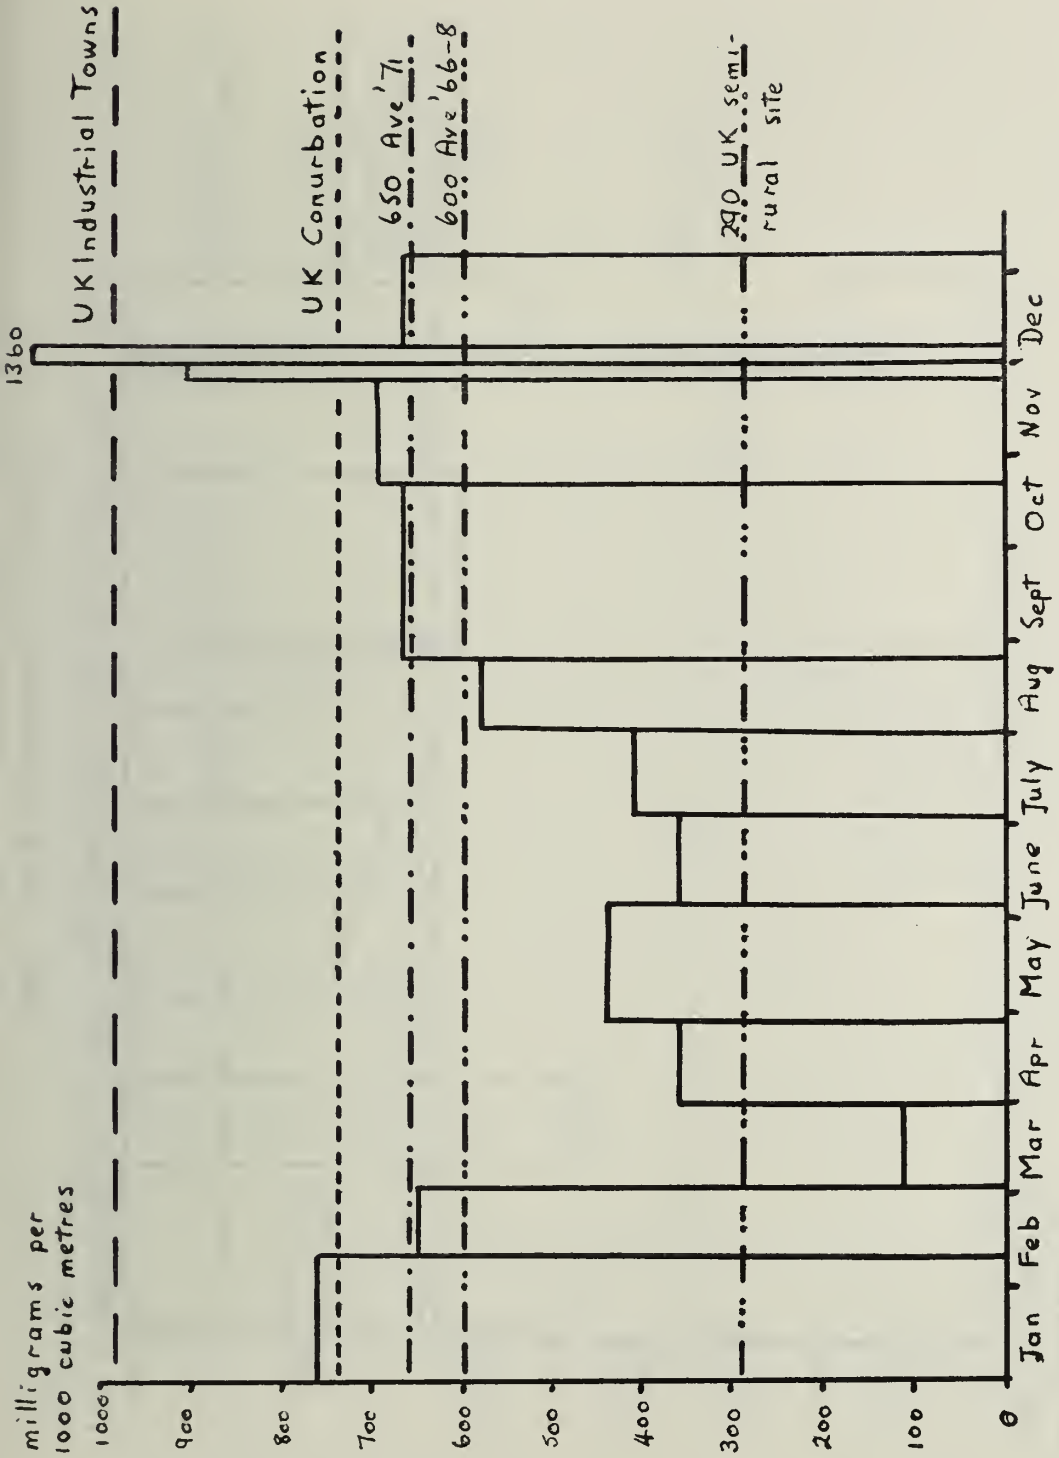 milligrams per
1000 cubic metres
1360
UK Industrial Towns
UK Conurbation
650 Ave '71
600 Ave '66-8
290 UK semi-
rural site
1000
900
800
700
600
500
400
300
200
100
0
Jan Feb Mar Apr May June July Aug Sept Oct Nov Dec